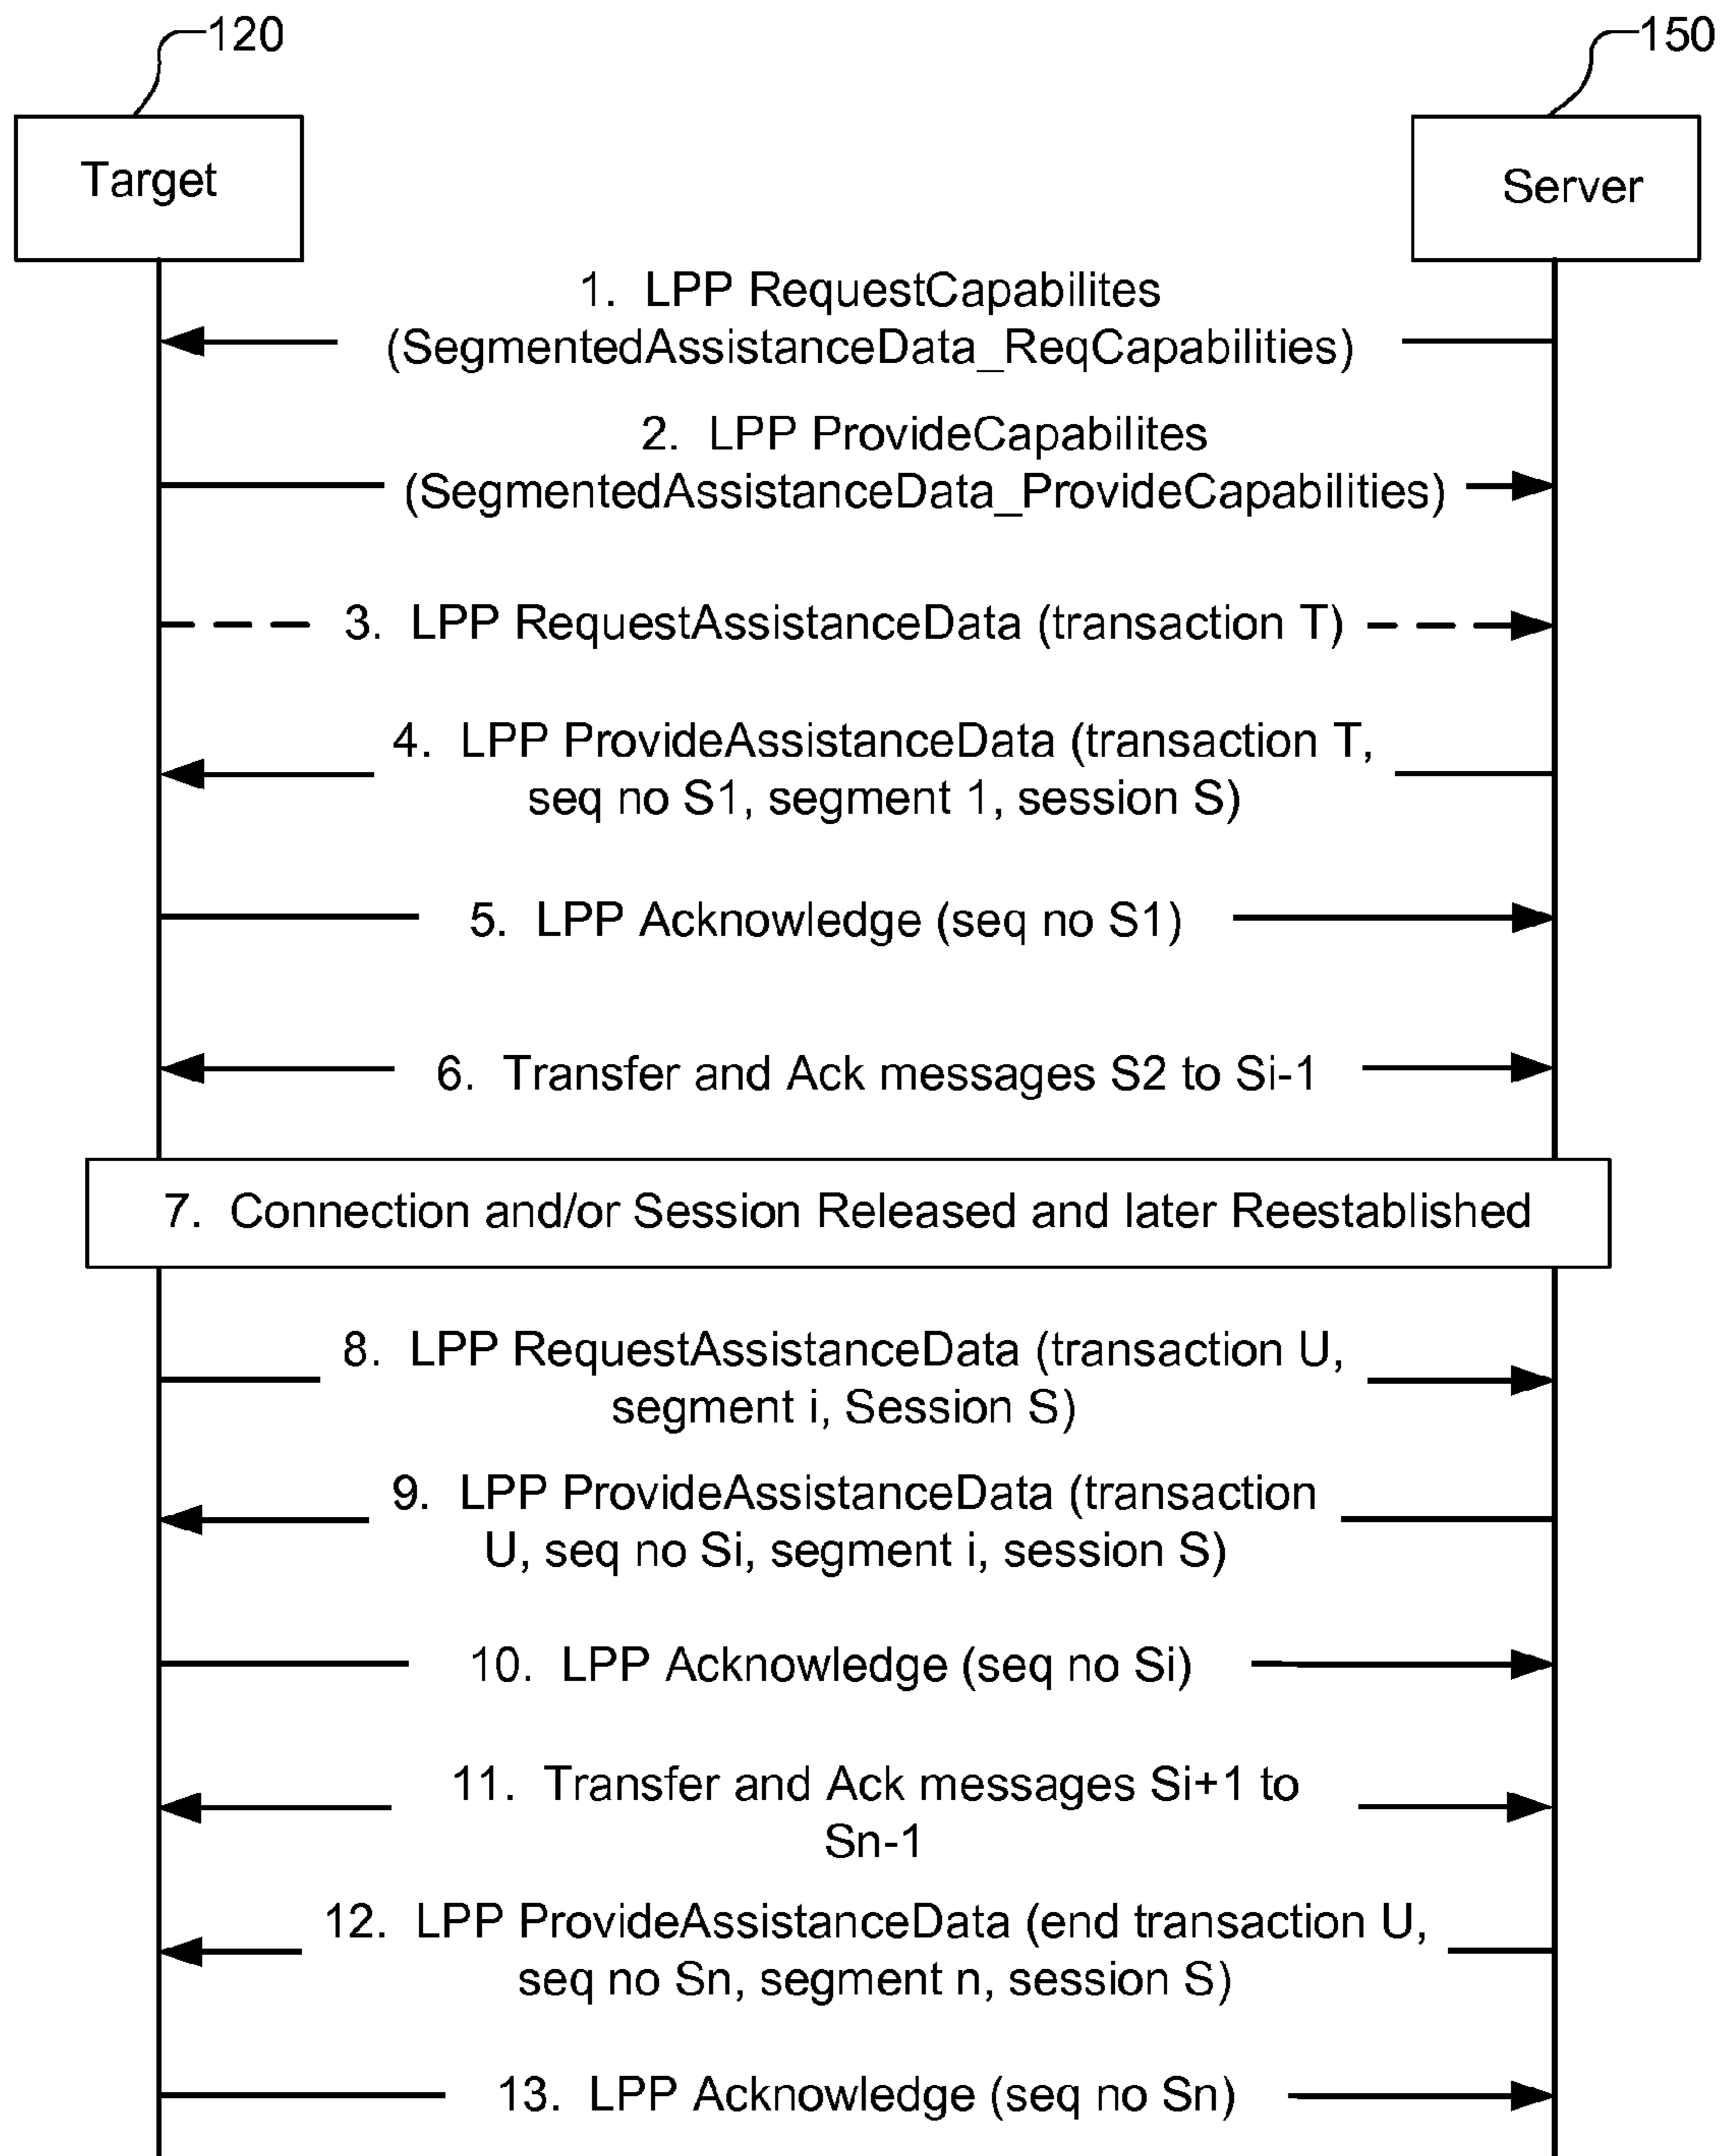 120
150
Target
Server
1. LPP RequestCapabilites
(SegmentedAssistanceData_ReqCapabilities)
2. LPP ProvideCapabilites
(SegmentedAssistanceData_ProvideCapabilities)
3. LPP RequestAssistanceData (transaction T)
4. LPP ProvideAssistanceData (transaction T,
seq no S1, segment 1, session S)
5. LPP Acknowledge (seq no S1)
6. Transfer and Ack messages S2 to Si-1
7. Connection and/or Session Released and later Reestablished
8. LPP RequestAssistanceData (transaction U,
segment i, Session S)
9. LPP ProvideAssistanceData (transaction
U, seq no Si, segment i, session S)
10. LPP Acknowledge (seq no Si)
11. Transfer and Ack messages Si+1 to
Sn-1
12. LPP ProvideAssistanceData (end transaction U,
seq no Sn, segment n, session S)
13. LPP Acknowledge (seq no Sn)